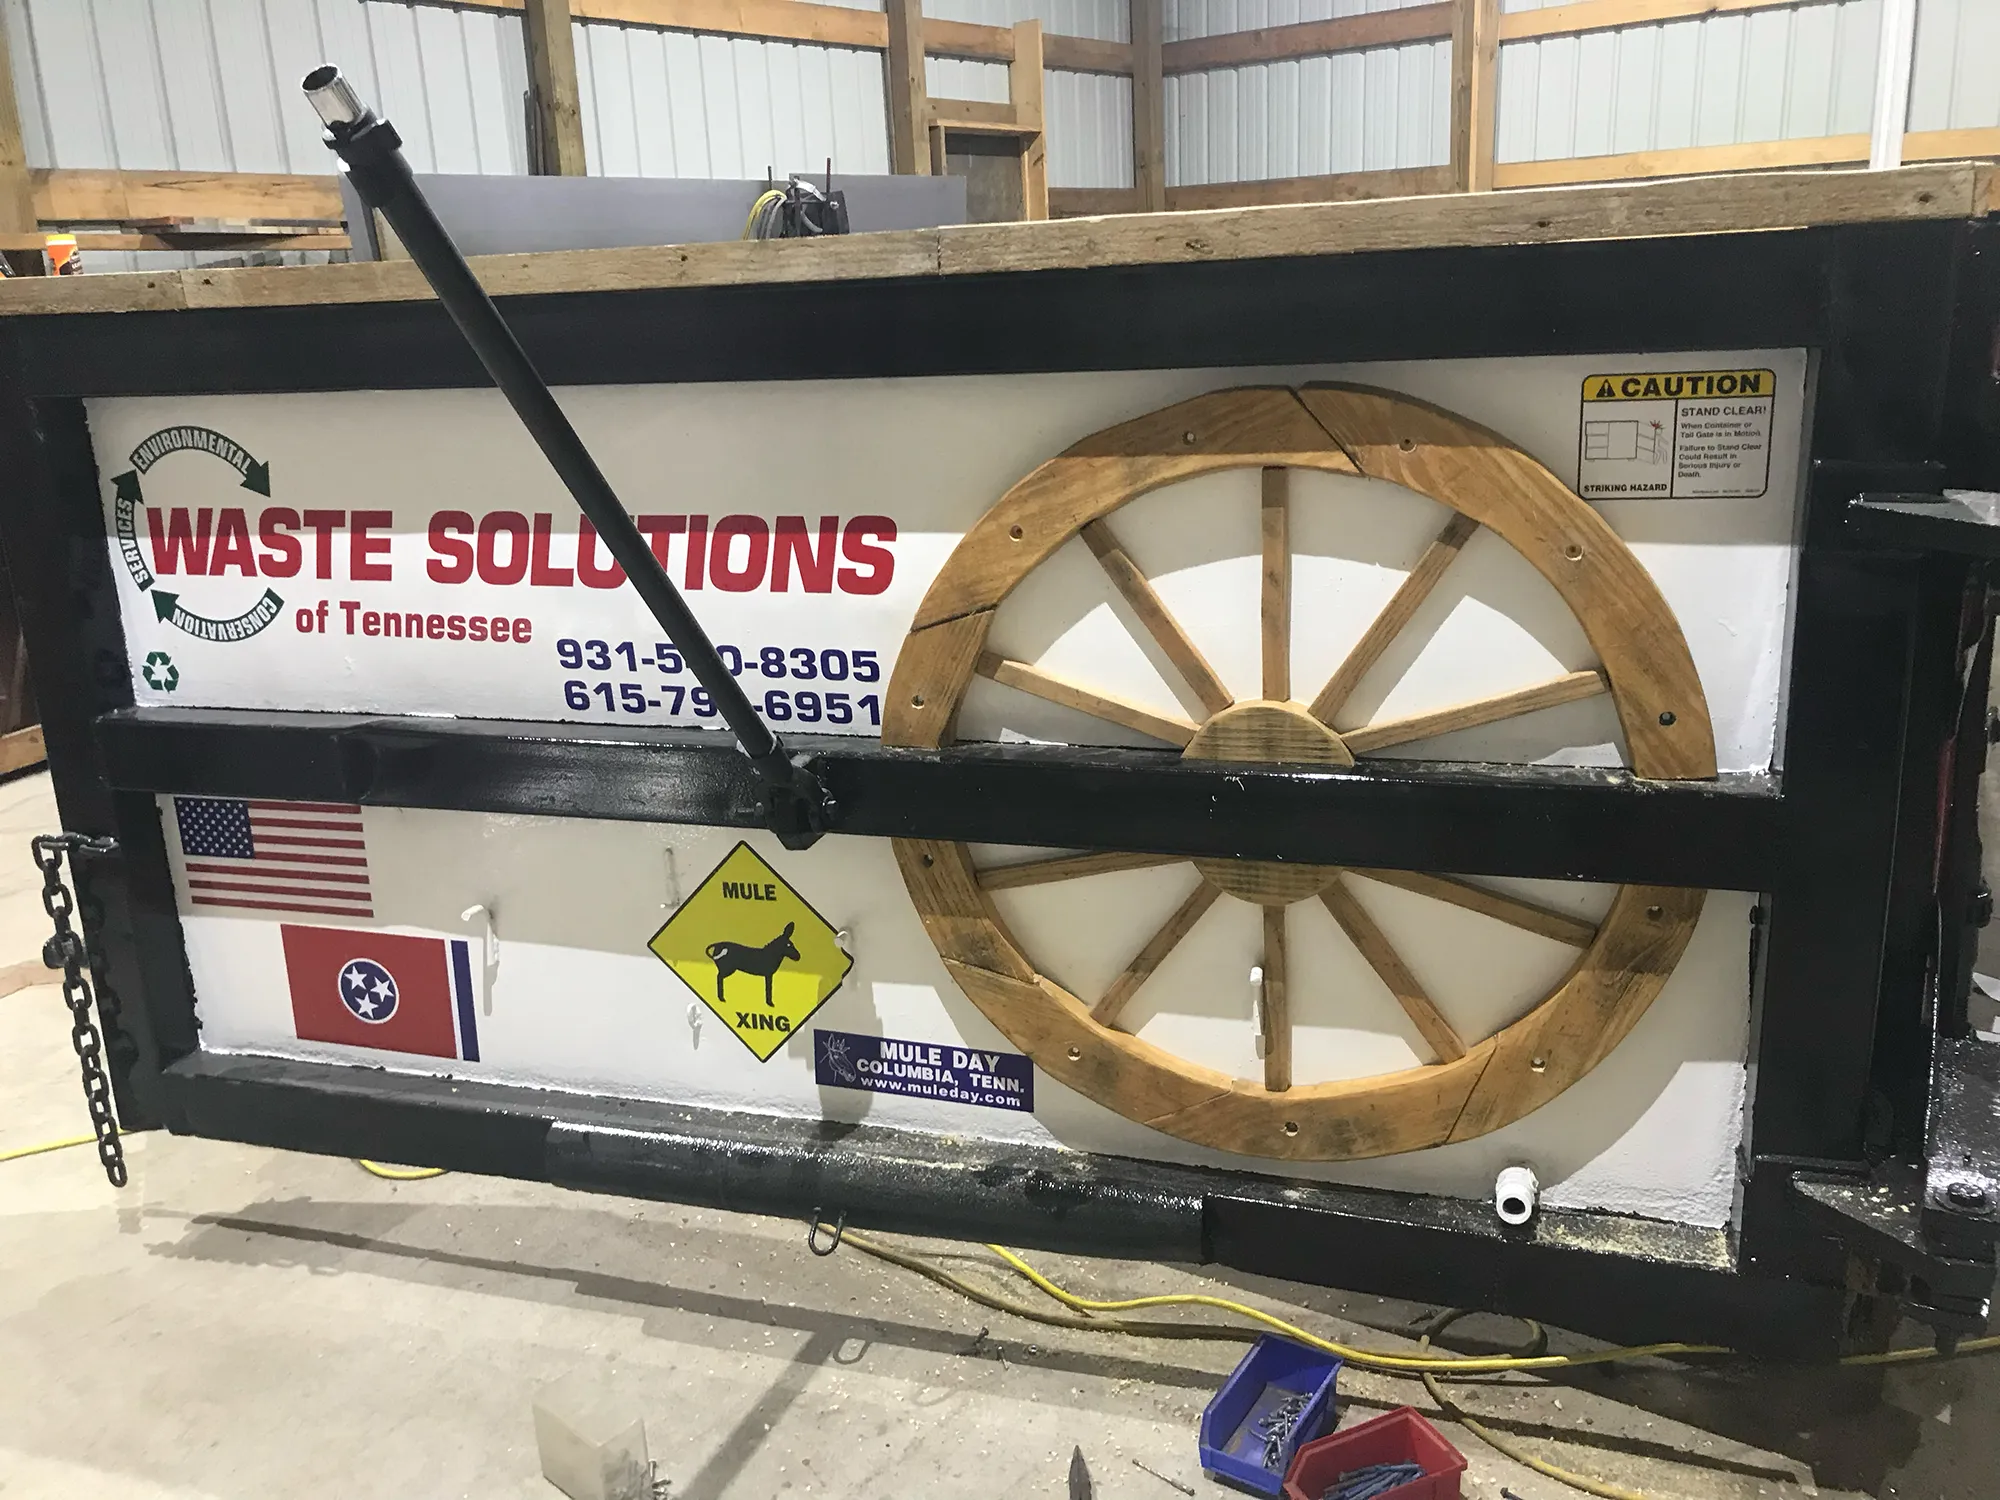 ENVIRONMENTAL
SERVICES
CONSERVATION
WASTE SOLUTIONS
of Tennessee
931-5 0-8305
615-79 -6951
CAUTION
STAND CLEAR!
When Container or
Tail Gate is in Motion.
Failure to Stand Clear
Could Result in
Serious Injury or
Death.
STRIKING HAZARD
MULE
XING
MULE DAY
COLUMBIA, TENN.
www.muleday.com